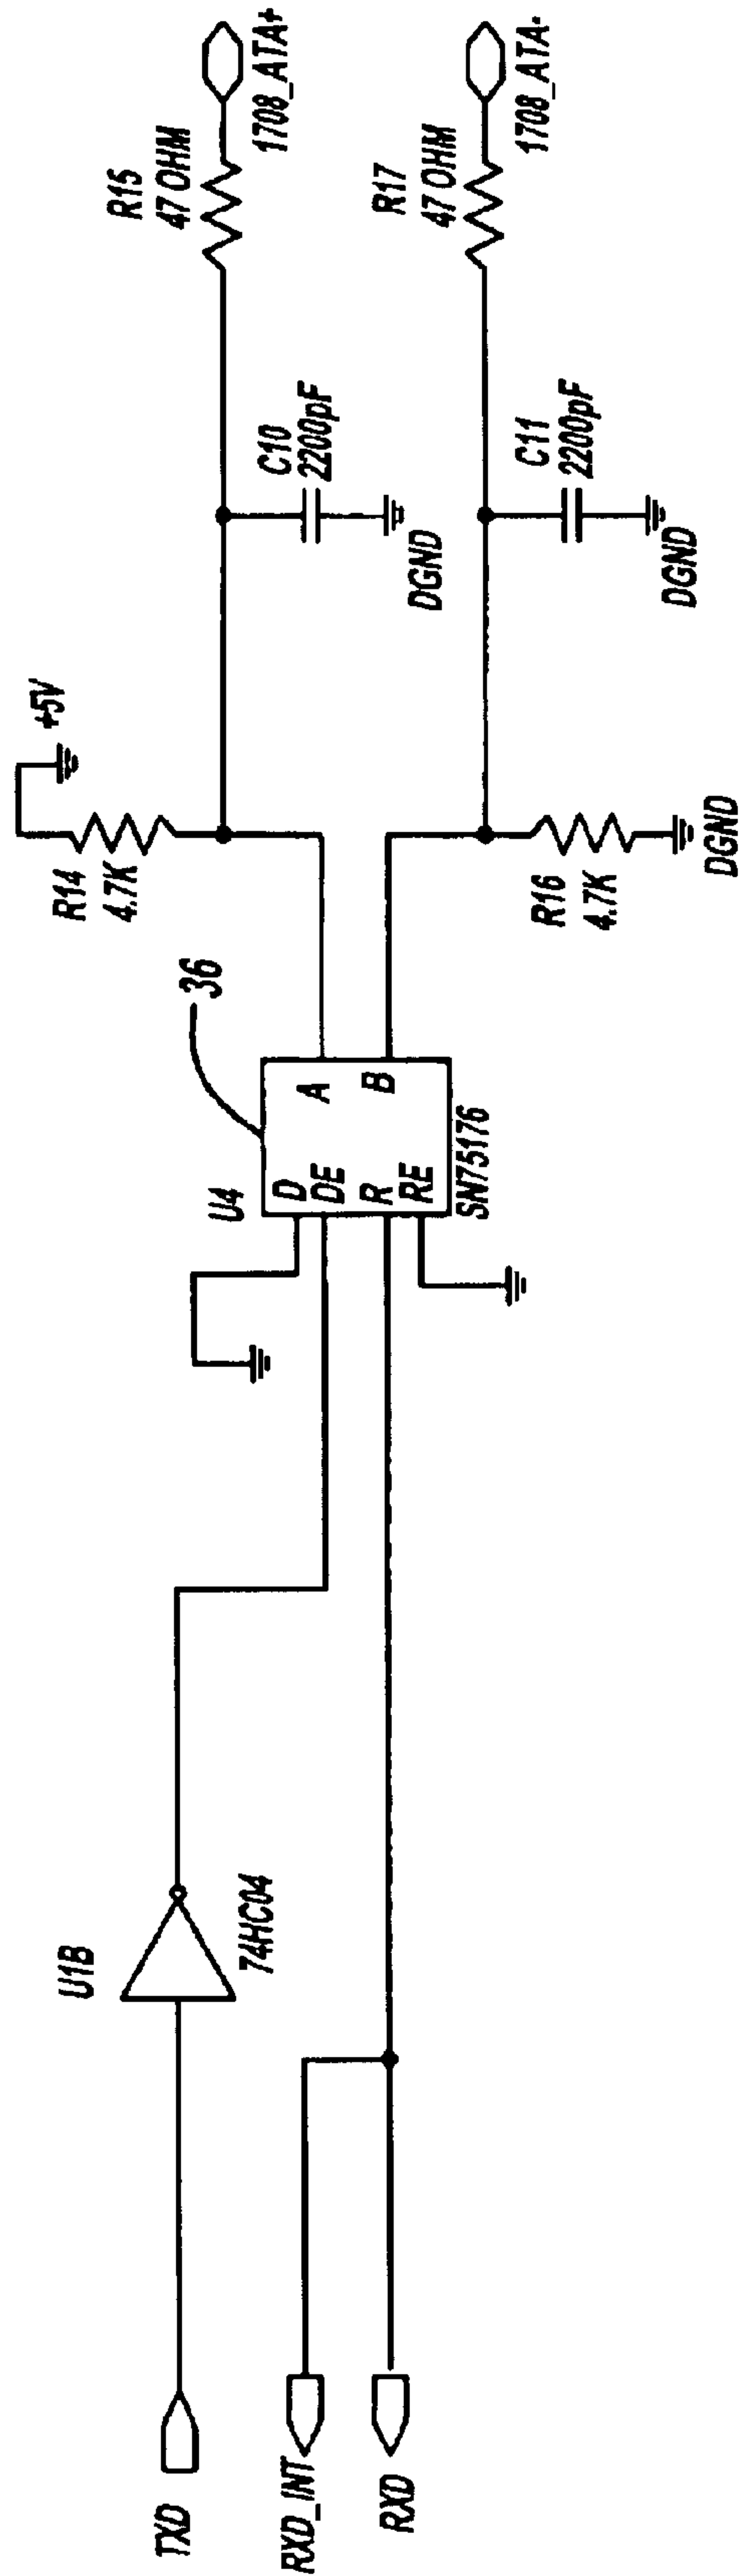 TXD
U1B
74HC04
RXD_INT
RXD
U4
D
DE
R
RE
A
B
SN75176
36
R14
4.7K
+5V
R16
4.7K
DGND
C10
2200pF
DGND
C11
2200pF
DGND
R15
47 OHM
1708_ATA+
R17
47 OHM
1708_ATA-